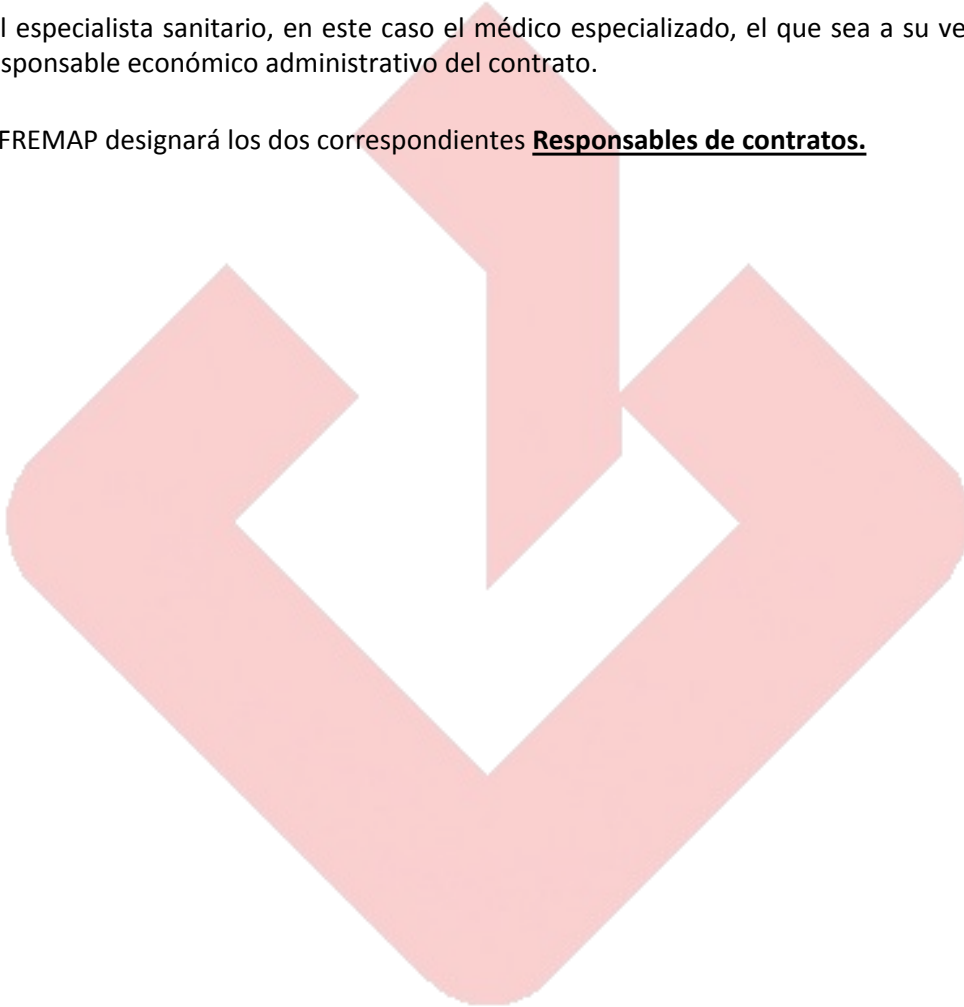 l especialista sanitario, en este caso el médico especializado, el que sea a su ve
sponsable económico administrativo del contrato.
FREMAP designará los dos correspondientes Responsables de contratos.